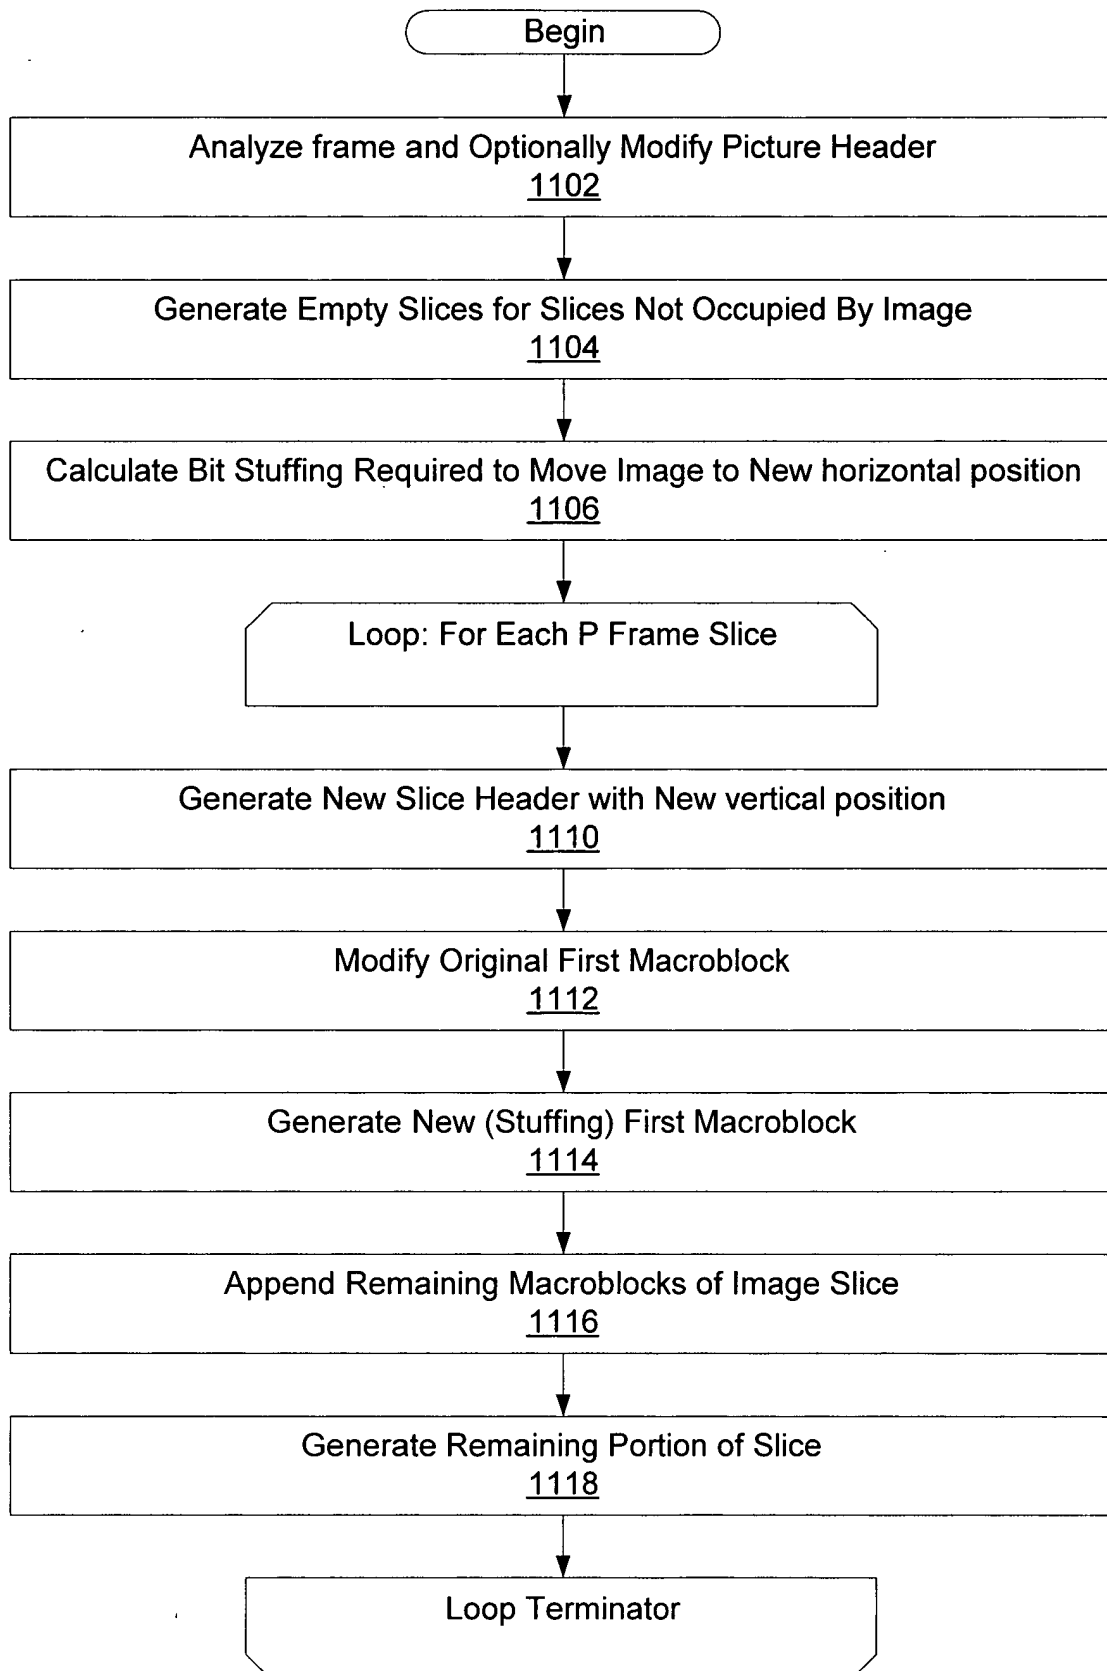 Begin
Analyze frame and Optionally Modify Picture Header
1102
Generate Empty Slices for Slices Not Occupied By Image
1104
Calculate Bit Stuffing Required to Move Image to New horizontal position
1106
Loop: For Each P Frame Slice
Generate New Slice Header with New vertical position
1110
Modify Original First Macroblock
1112
Generate New (Stuffing) First Macroblock
1114
Append Remaining Macroblocks of Image Slice
1116
Generate Remaining Portion of Slice
1118
Loop Terminator